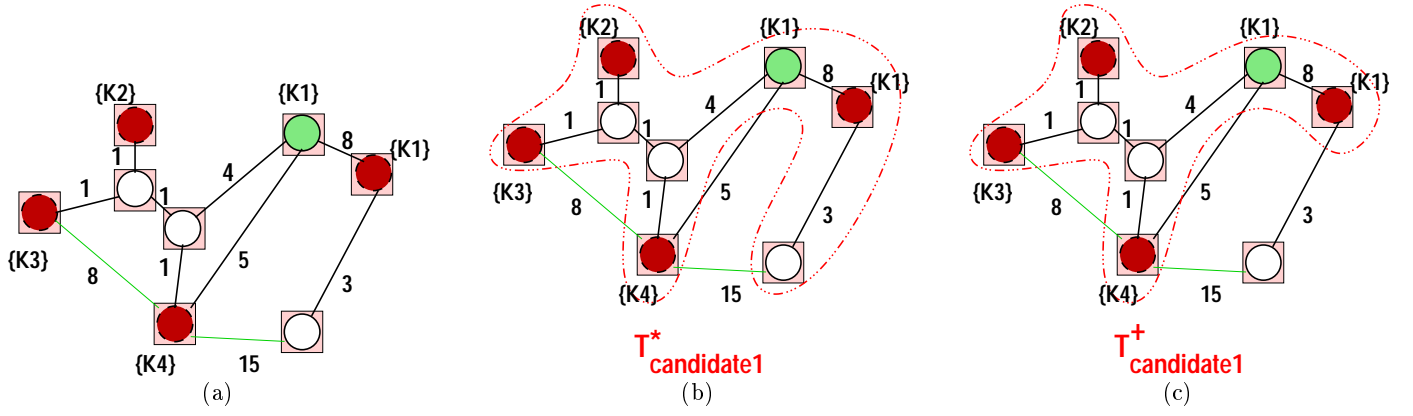 {K2}
{K1}
{K1}
1
8
1
1
4
{K3}
8
1
5
3
{K4}
15
(a)
{K2}
{K1}
{K1}
1
8
1
1
4
{K3}
8
1
5
3
{K4}
15
T*candidate1
(b)
{K2}
{K1}
{K1}
1
8
1
1
4
{K3}
8
1
5
3
{K4}
15
T+candidate1
(c)